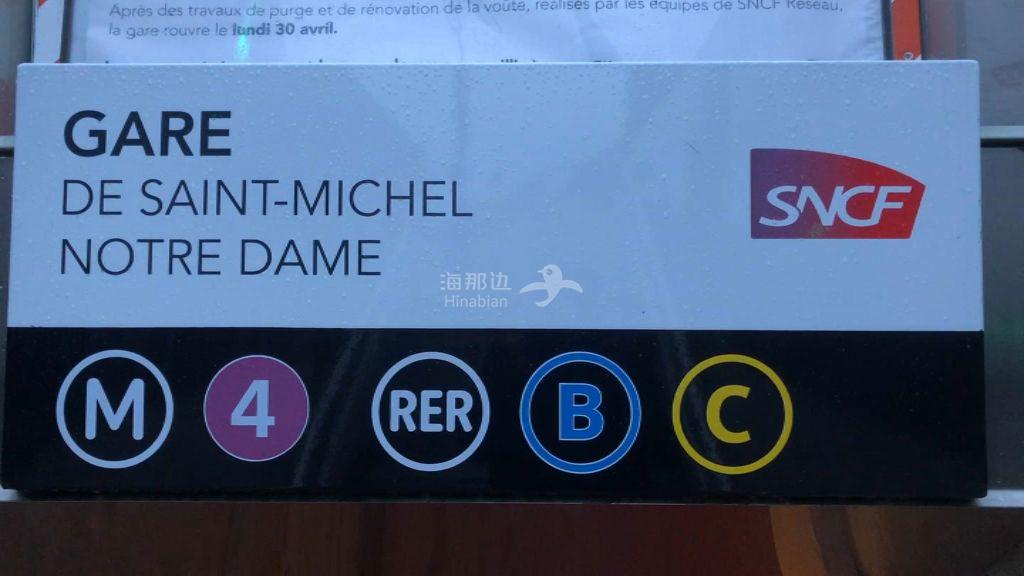 Après des travaux de purge et de rénovation de la voûte, réalisés par les équipes de SNCF Réseau,
la gare rouvre le lundi 30 avril.
GARE
DE SAINT-MICHEL
NOTRE DAME
SNCF
海那边
Hinabian
M 4 RER B C